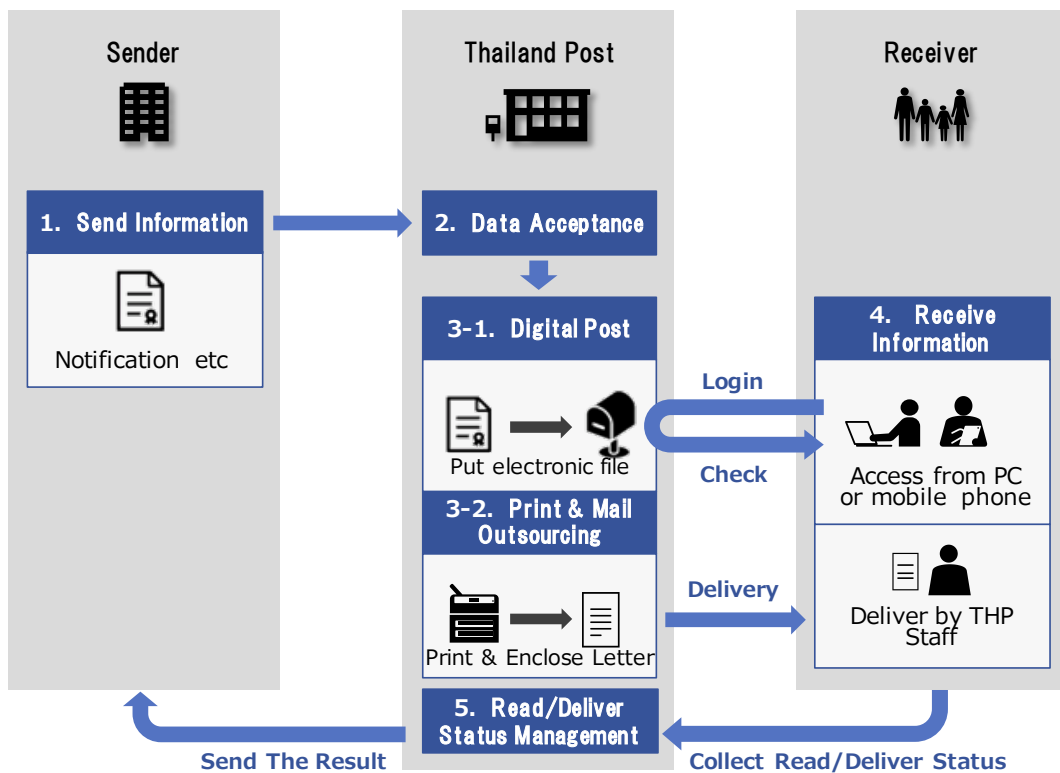 Sender
Thailand Post
Receiver
1. Send Information
Notification etc
2. Data Acceptance
3-1. Digital Post
Put electronic file
3-2. Print & Mail
Outsourcing
Print & Enclose Letter
Login
Check
Delivery
4. Receive
Information
Access from PC
or mobile phone
Deliver by THP
Staff
5. Read/Deliver
Status Management
Send The Result
Collect Read/Deliver Status